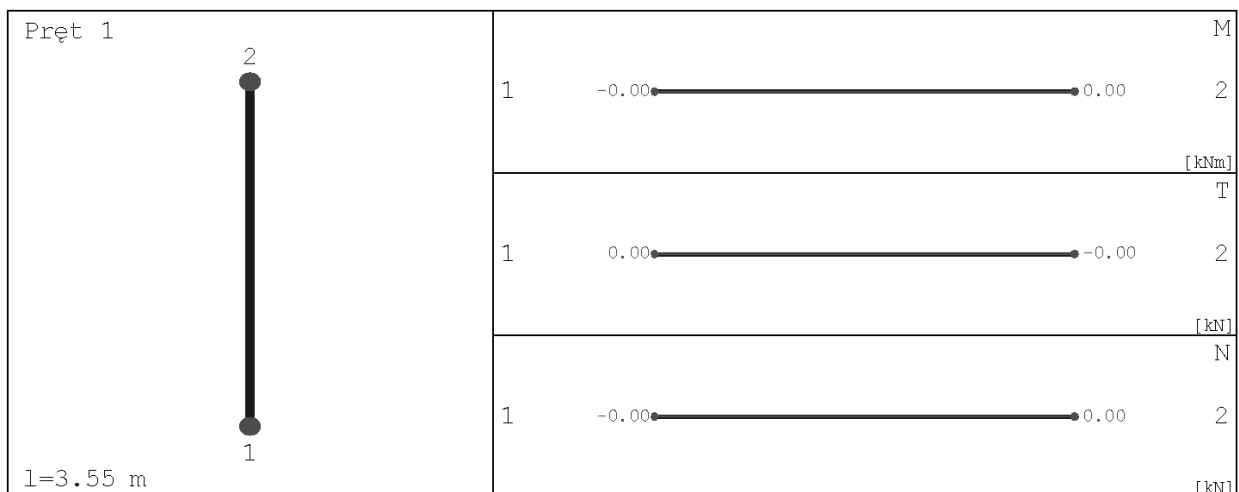 Pręt 1
2
1
l=3.55 m
M
1 -0.00 0.00 2
[kNm]
T
1 0.00 -0.00 2
[kN]
N
1 -0.00 0.00 2
[kN]